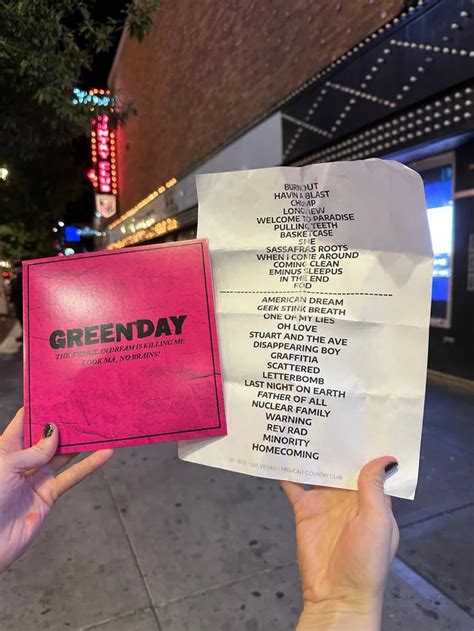 GREEN DAY
THE AMERICAN DREAM IS KILLING ME
LOOK MA, NO BRAINS!
BURNOUT
HAVIN A BLAST
CHUMP
LONGVIEW
WELCOME TO PARADISE
PULLING TEETH
BASKETCASE
SHE
SASSAFRAS ROOTS
WHEN I COME AROUND
COMING CLEAN
EMINUS SLEEPUS
IN THE END
FOD
AMERICAN DREAM
GEEK STINK BREATH
ONE OF MY LIES
OH LOVE
STUART AND THE AVE
DISAPPEARING BOY
GRAFFITIA
SCATTERED
LETTERBOMB
LAST NIGHT ON EARTH
FATHER OF ALL
NUCLEAR FAMILY
WARNING
REV RAD
MINORITY
HOMECOMING
LAS VEGAS - FREMONT COUNTRY CLUB